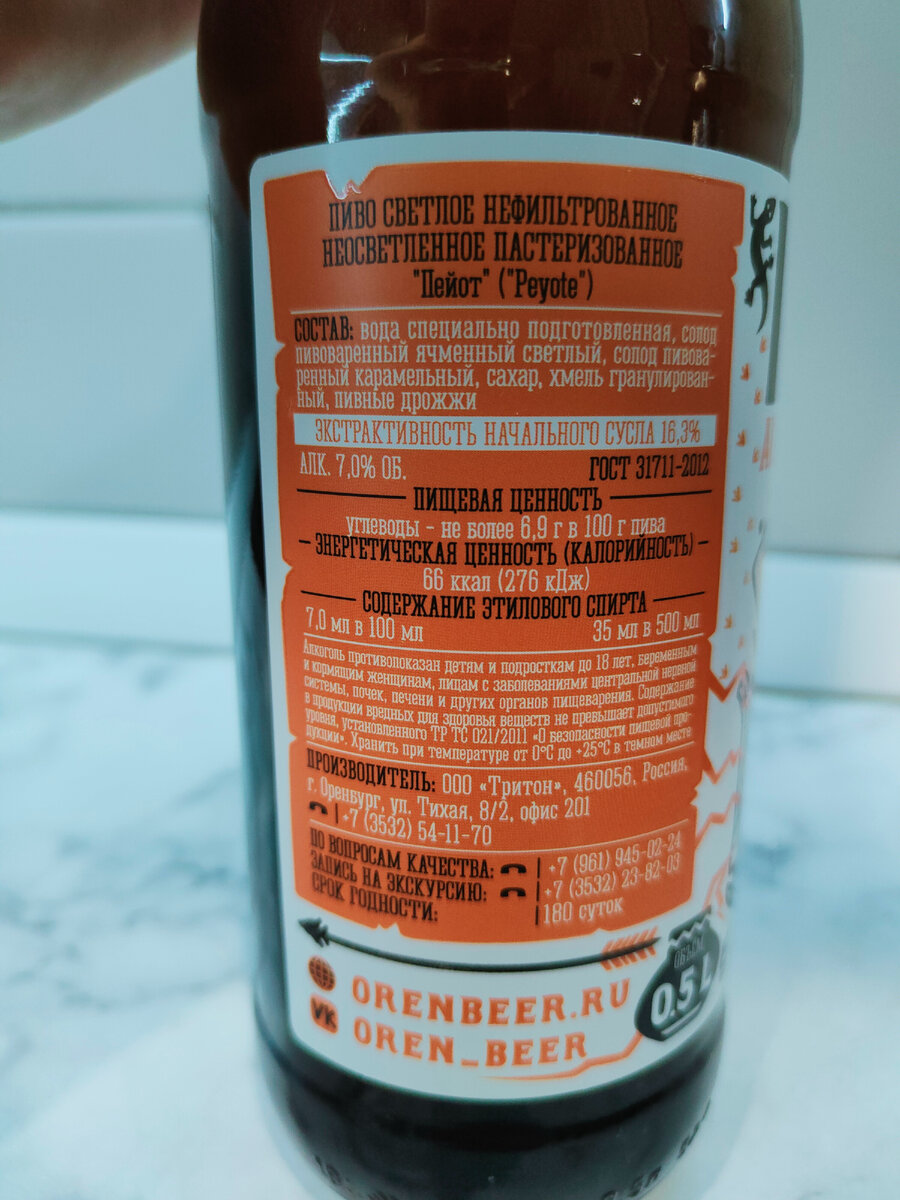 ПИВО СВЕТЛОЕ НЕФИЛЬТРОВАННОЕ
НЕОСВЕТЛЕННОЕ ПАСТЕРИЗОВАННОЕ
"Пейот" ("Peyote")
СОСТАВ: вода специально подготовленная, солод
пивоваренный ячменный светлый, солод пивова-
ренный карамельный, сахар, хмель гранулирован-
ный, пивные дрожжи
ЭКСТРАКТИВНОСТЬ НАЧАЛЬНОГО СУСЛА 16,3%
АЛК. 7,0% ОБ. ГОСТ 31711-2012
ПИЩЕВАЯ ЦЕННОСТЬ
углеводы - не более 6,9 г в 100 г пива
ЭНЕРГЕТИЧЕСКАЯ ЦЕННОСТЬ (КАЛОРИЙНОСТЬ)
66 ккал (276 кДж)
СОДЕРЖАНИЕ ЭТИЛОВОГО СПИРТА
7,0 мл в 100 мл 35 мл в 500 мл
Алкоголь противопоказан детям и подросткам до 18 лет, беременным
и кормящим женщинам, лицам с заболеваниями центральной нервной
системы, почек, печени и других органов пищеварения. Содержание
в продукции вредных для здоровья веществ не превышает допустимого
уровня, установленного ТР ТС 021/2011 «О безопасности пищевой про-
дукции». Хранить при температуре от 0°С до +25°С в темном месте
ПРОИЗВОДИТЕЛЬ: ООО «Тритон», 460056, Россия,
г. Оренбург, ул. Тихая, 8/2, офис 201
+7 (3532) 54-11-70
ПО ВОПРОСАМ КАЧЕСТВА: +7 (961) 945-02-24
ЗАПИСЬ НА ЭКСКУРСИЮ: +7 (3532) 23-82-03
СРОК ГОДНОСТИ: 180 суток
ORENBEER.RU
VK OREN_BEER
ОБЪЕМ
0.5 L